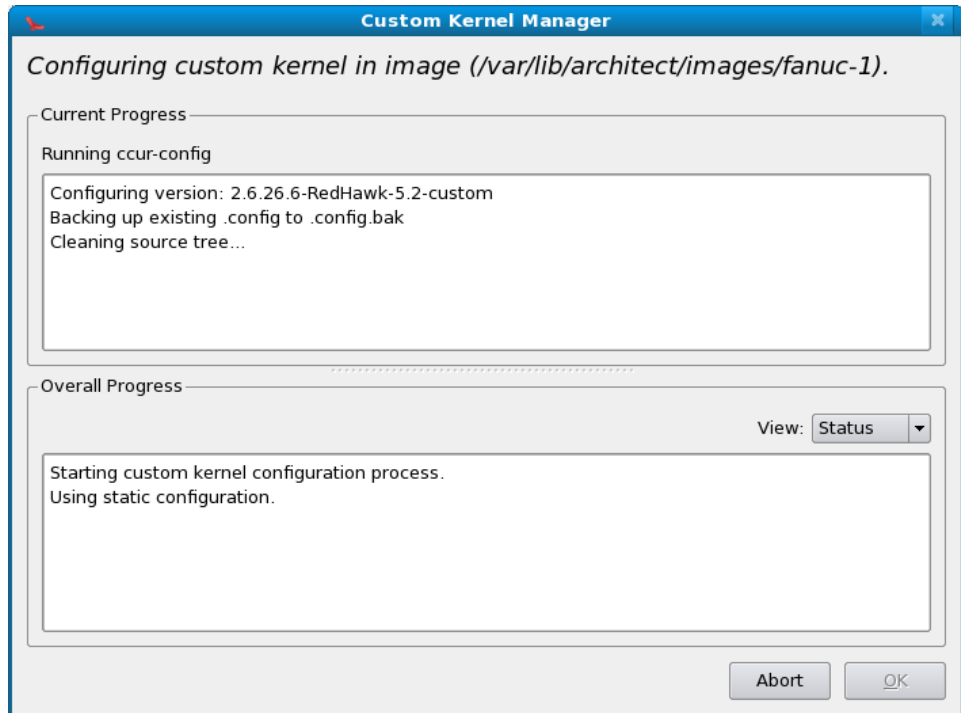 Custom Kernel Manager
Configuring custom kernel in image (/var/lib/architect/images/fanuc-1).
Current Progress
Running ccur-config
Configuring version: 2.6.26.6-RedHawk-5.2-custom
Backing up existing .config to .config.bak
Cleaning source tree...
Overall Progress
View: Status
Starting custom kernel configuration process.
Using static configuration.
Abort OK